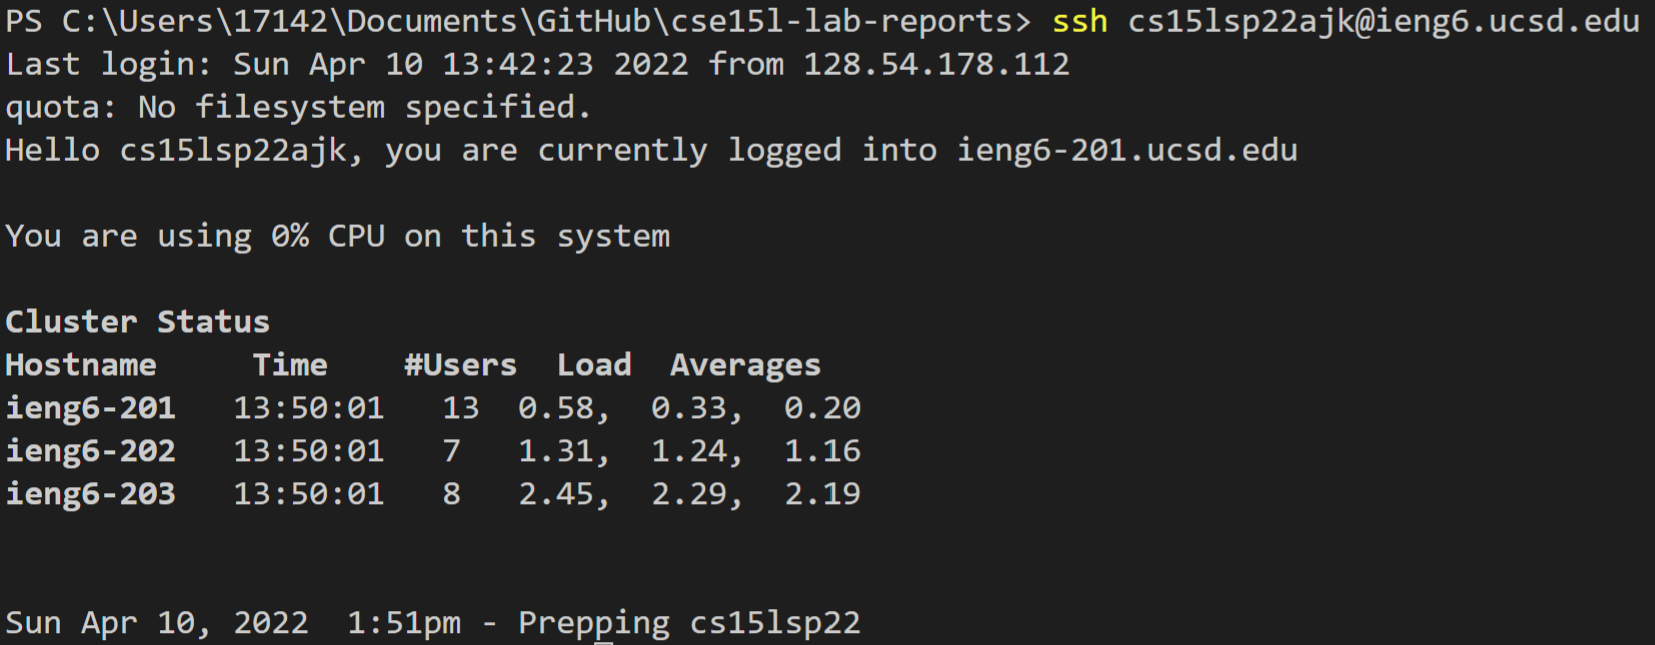 PS C:\Users\17142\Documents\GitHub\cse15l-lab-reports> ssh cs15lsp22ajk@ieng6.ucsd.edu
Last login: Sun Apr 10 13:42:23 2022 from 128.54.178.112
quota: No filesystem specified.
Hello cs15lsp22ajk, you are currently logged into ieng6-201.ucsd.edu
You are using 0% CPU on this system
Cluster Status
Hostname     Time    #Users  Load  Averages
ieng6-201   13:50:01   13  0.58,  0.33,  0.20
ieng6-202   13:50:01   7   1.31,  1.24,  1.16
ieng6-203   13:50:01   8   2.45,  2.29,  2.19
Sun Apr 10, 2022  1:51pm - Prepping cs15lsp22